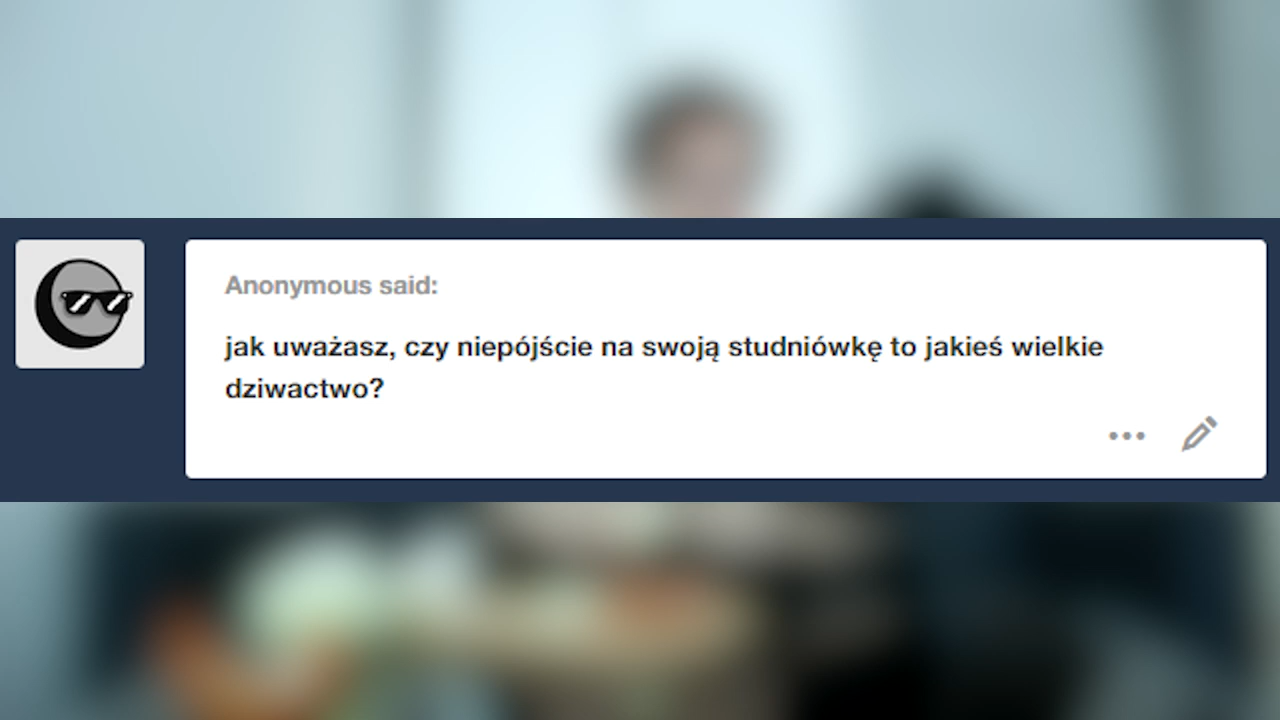 Anonymous said:
jak uważasz, czy niepójście na swoją studniówkę to jakieś wielkie
dziwactwo?